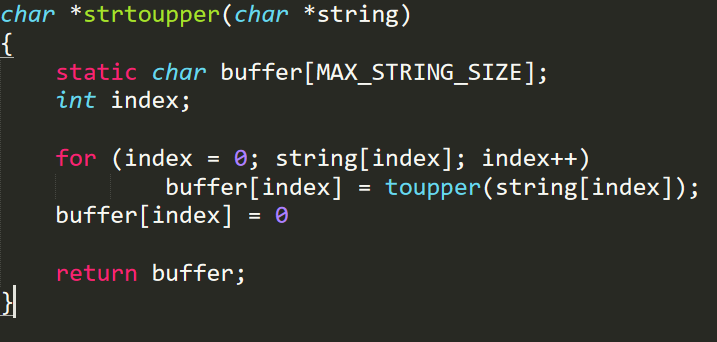 char *strtoupper(char *string)
{
    static char buffer[MAX_STRING_SIZE];
    int index;

    for (index = 0; string[index]; index++)
            buffer[index] = toupper(string[index]);
    buffer[index] = 0

    return buffer;
}